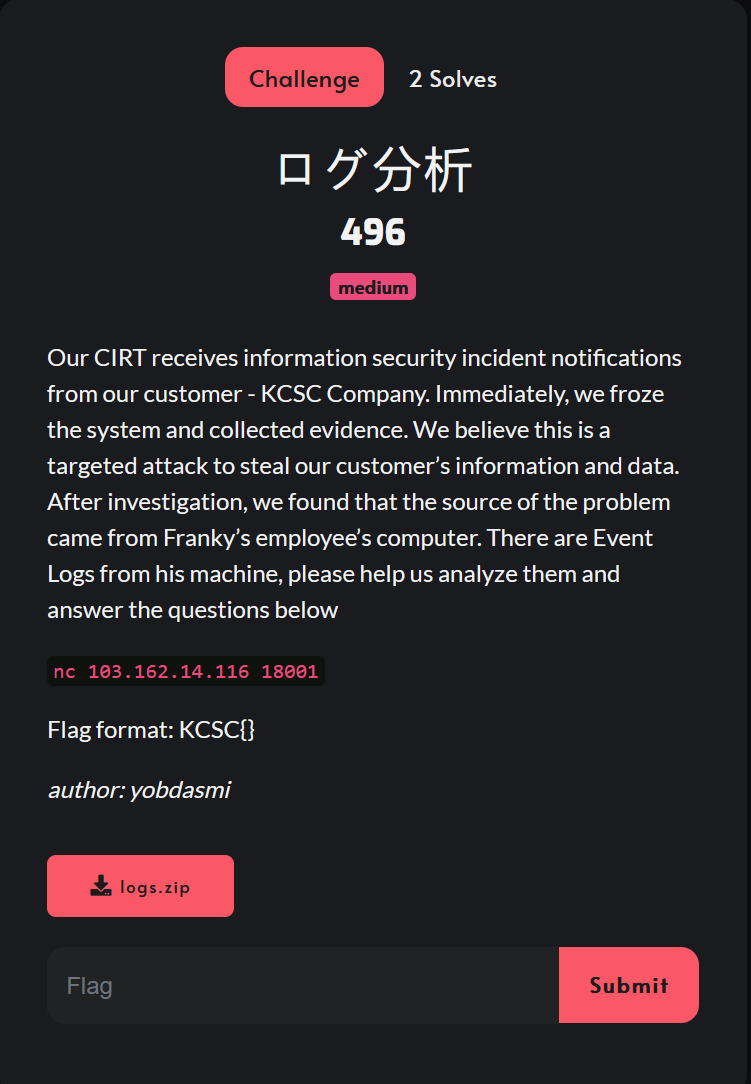 Challenge
2 Solves
ログ分析
496
medium
Our CIRT receives information security incident notifications
from our customer - KCSC Company. Immediately, we froze
the system and collected evidence. We believe this is a
targeted attack to steal our customer’s information and data.
After investigation, we found that the source of the problem
came from Franky’s employee’s computer. There are Event
Logs from his machine, please help us analyze them and
answer the questions below
nc 103.162.14.116 18001
Flag format: KCSC{}
author: yobdasmi
logs.zip
Flag
Submit